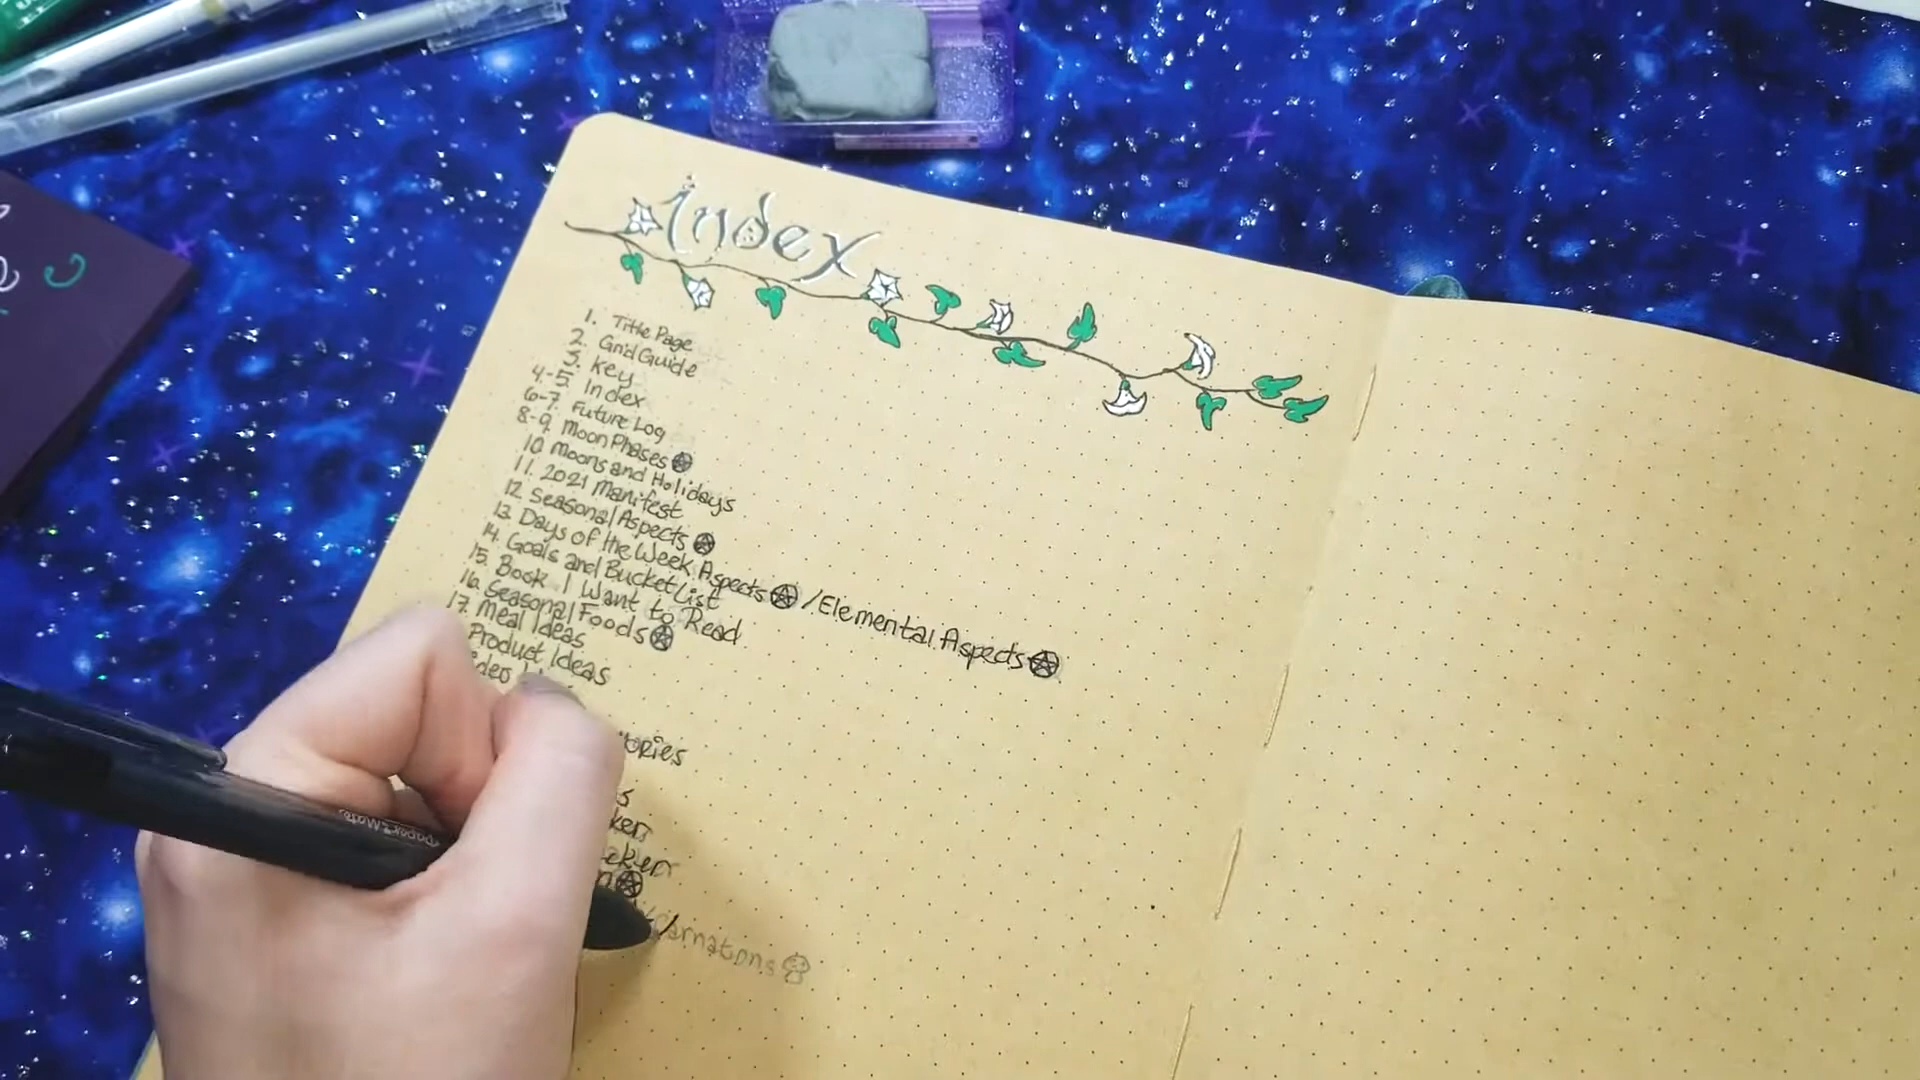 Index
1. Title Page
2. Grid Guide
3. Key
4-5. Index
6-7. Future Log
8-9. Moon Phases
10. Moons and Holidays
11. 2021 Manifest
12. Seasonal Aspects
13. Days of the Week Aspects / Elemental Aspects
14. Goals and Bucket List
15. Book I Want to Read
16. Seasonal Foods
17. Meal Ideas
Product Ideas
PaperMate